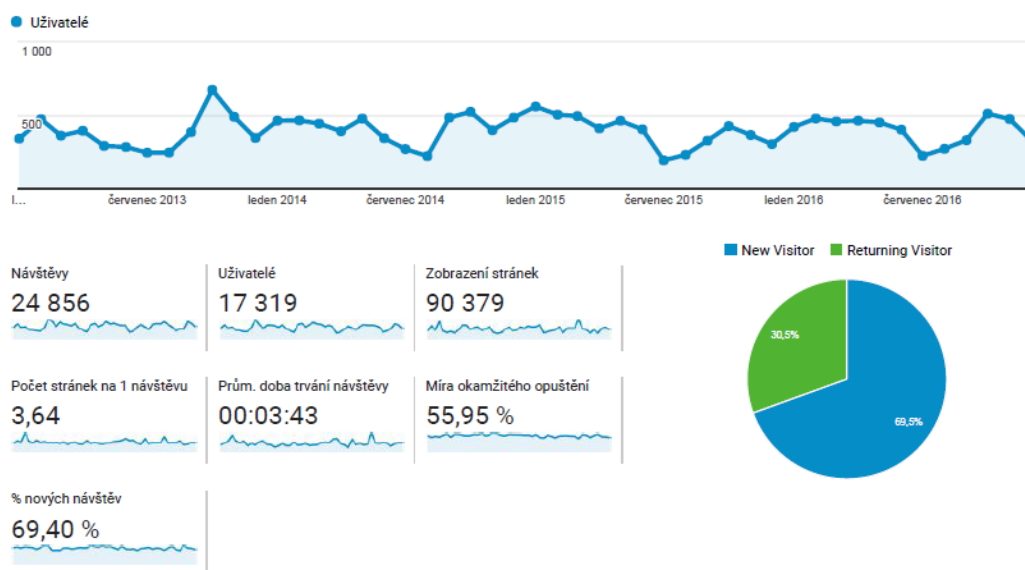 Uživatelé
1 000
500
l...
červenec 2013
leden 2014
červenec 2014
leden 2015
červenec 2015
leden 2016
červenec 2016
New Visitor
Returning Visitor
Návštěvy
Uživatelé
Zobrazení stránek
24 856
17 319
90 379
30,5%
69,5%
Počet stránek na 1 návštěvu
Prům. doba trvání návštěvy
Míra okamžitého opuštění
3,64
00:03:43
55,95 %
% nových návštěv
69,40 %